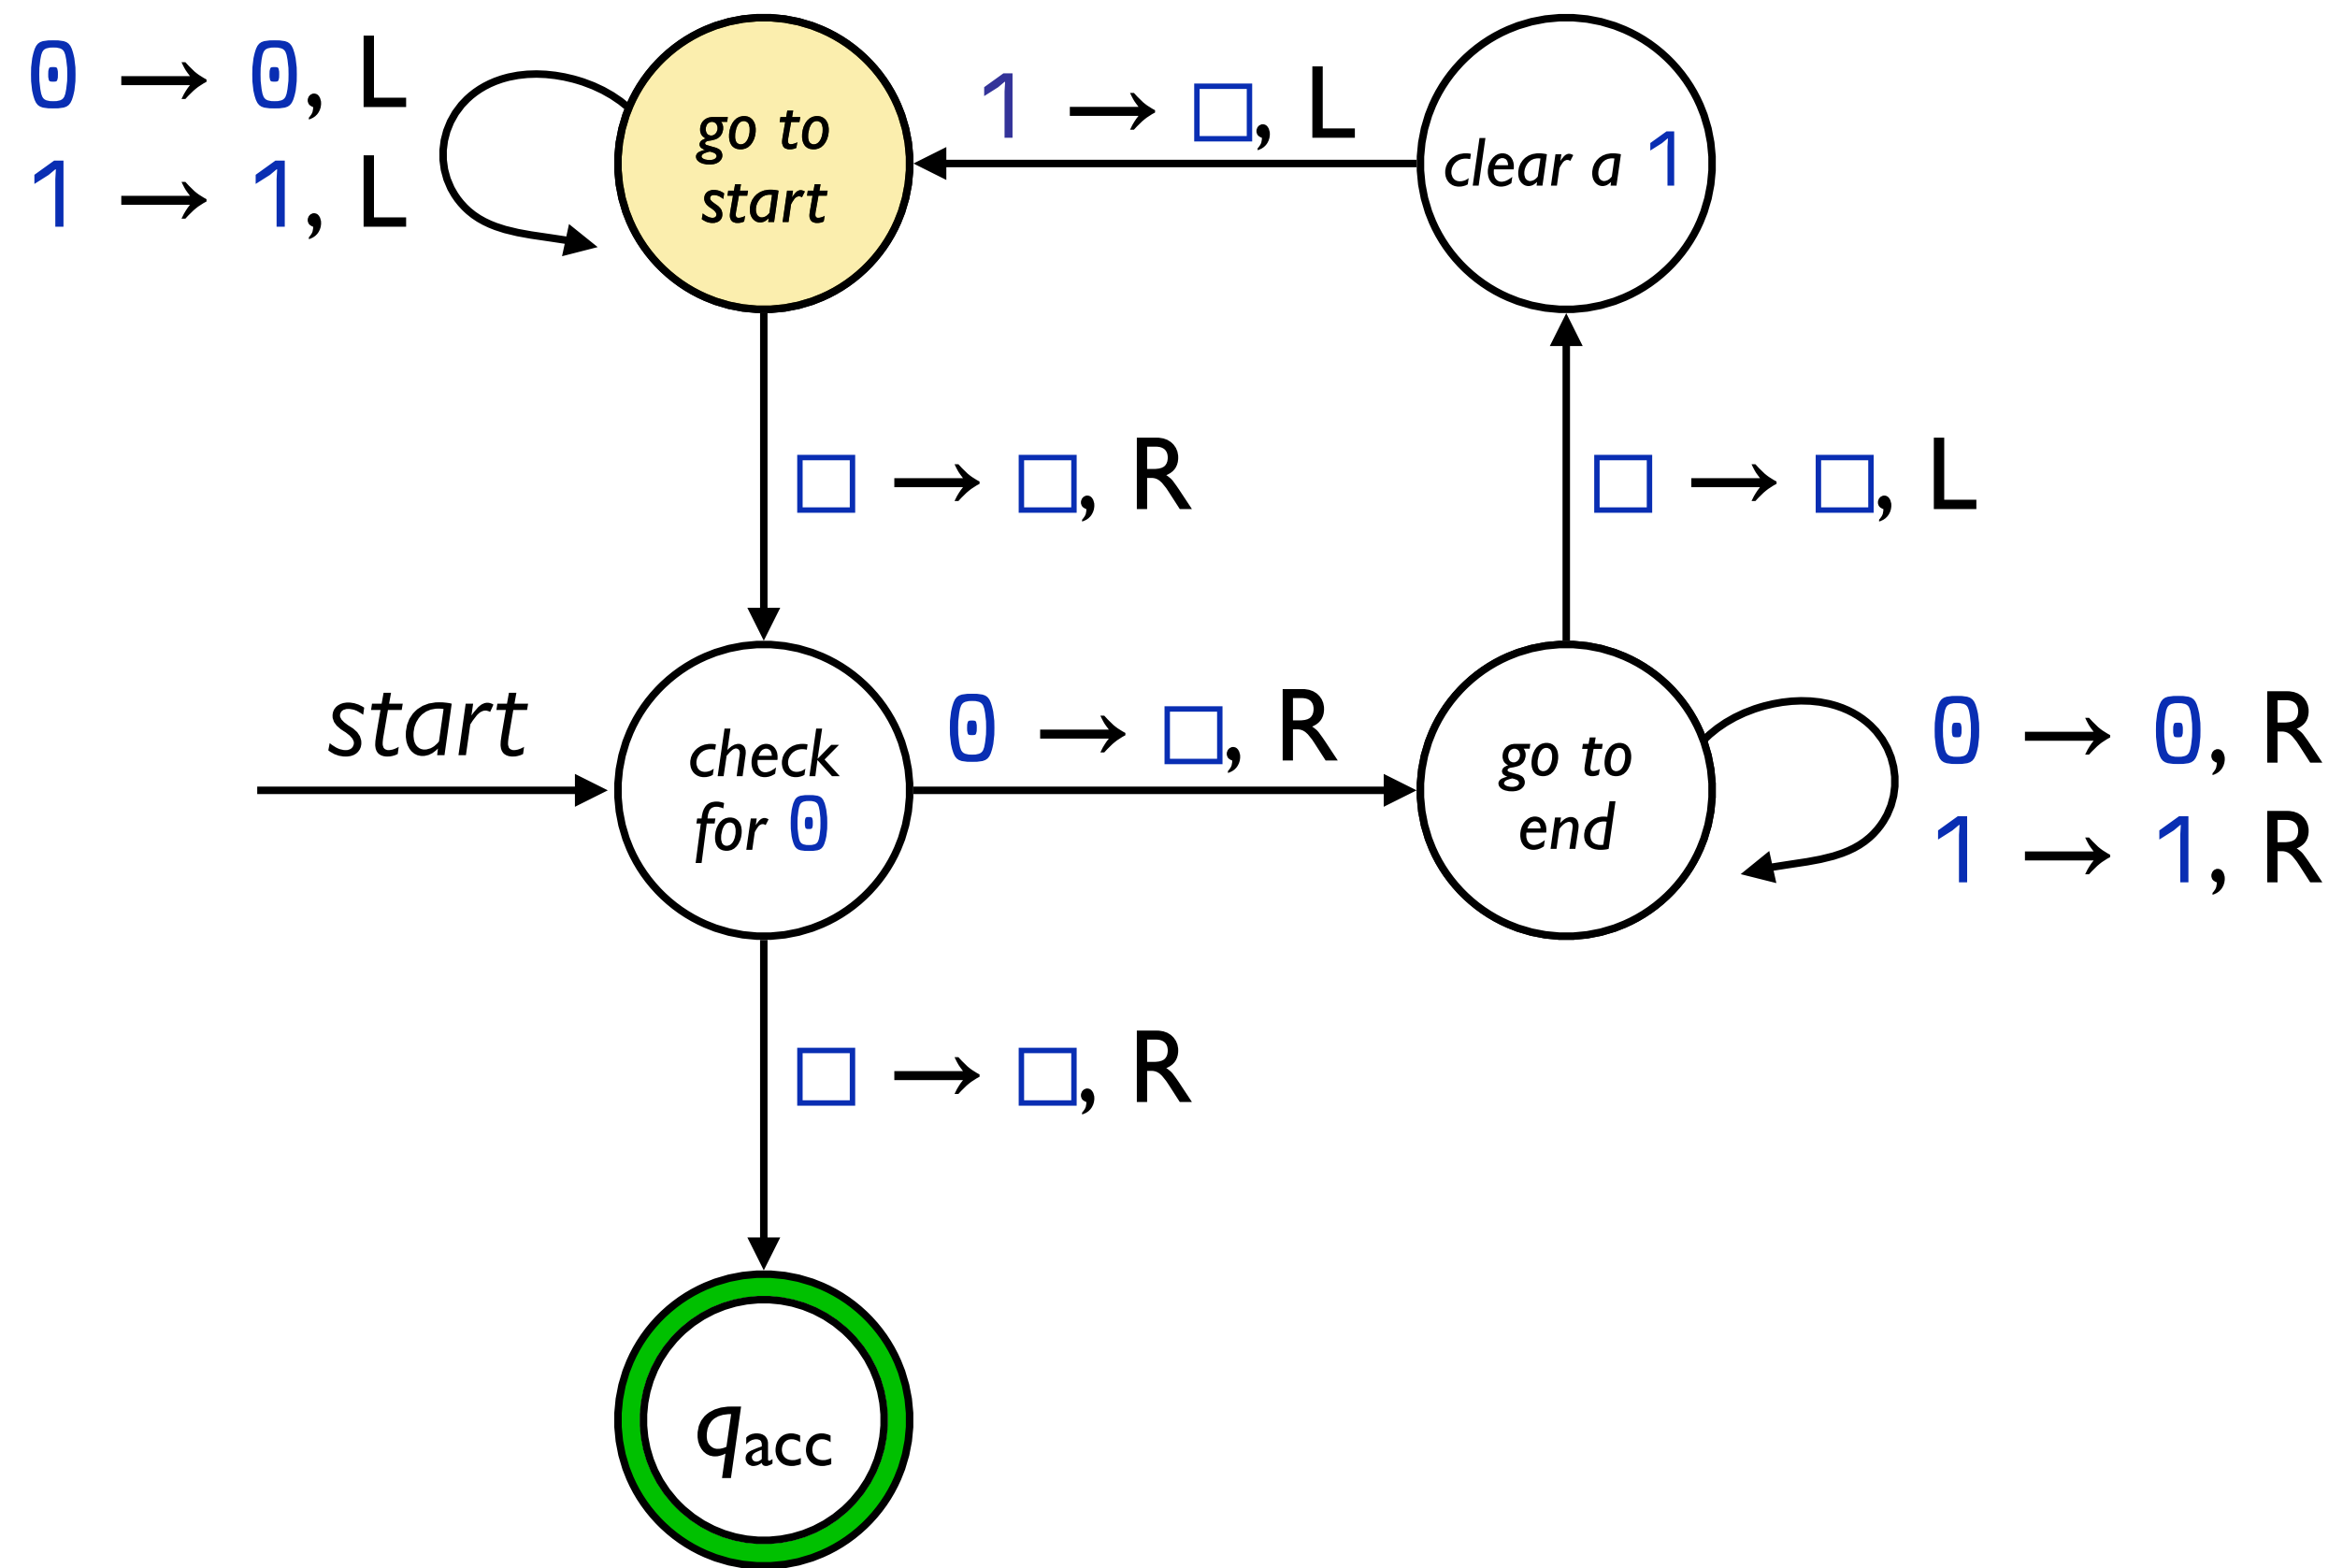 0 → 0, L
1 → 1, L
go to
start
1 → □, L
clear a 1
□ → □, R
□ → □, L
start
check
for 0
0 → □, R
go to
end
0 → 0, R
1 → 1, R
□ → □, R
qacc